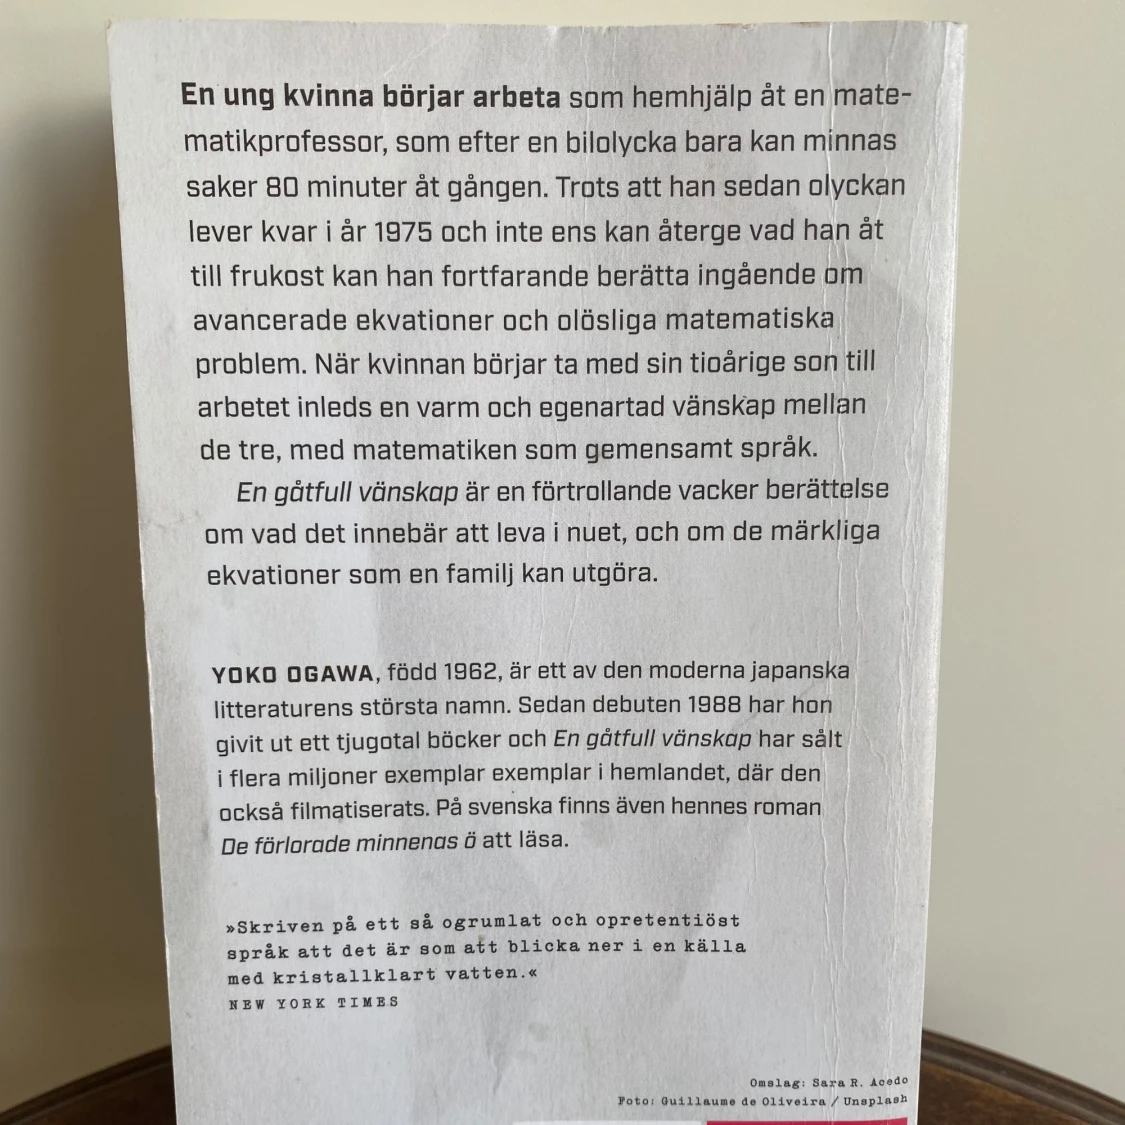 En ung kvinna börjar arbeta som hemhjälp åt en mate-
matikprofessor, som efter en bilolycka bara kan minnas
saker 80 minuter åt gången. Trots att han sedan olyckan
lever kvar i år 1975 och inte ens kan återge vad han åt
till frukost kan han fortfarande berätta ingående om
avancerade ekvationer och olösliga matematiska
problem. När kvinnan börjar ta med sin tioårige son till
arbetet inleds en varm och egenartad vänskap mellan
de tre, med matematiken som gemensamt språk.
En gåtfull vänskap är en förtrollande vacker berättelse
om vad det innebär att leva i nuet, och om de märkliga
ekvationer som en familj kan utgöra.
YOKO OGAWA, född 1962, är ett av den moderna japanska
litteraturens största namn. Sedan debuten 1988 har hon
givit ut ett tjugotal böcker och En gåtfull vänskap har sålt
i flera miljoner exemplar exemplar i hemlandet, där den
också filmatiserats. På svenska finns även hennes roman
De förlorade minnenas ö att läsa.
»Skriven på ett så ogrumlat och opretentiöst
språk att det är som att blicka ner i en källa
med kristallklart vatten.«
NEW YORK TIMES
Omslag: Sara R. Acedo
Foto: Guillaume de Oliveira / Unsplash